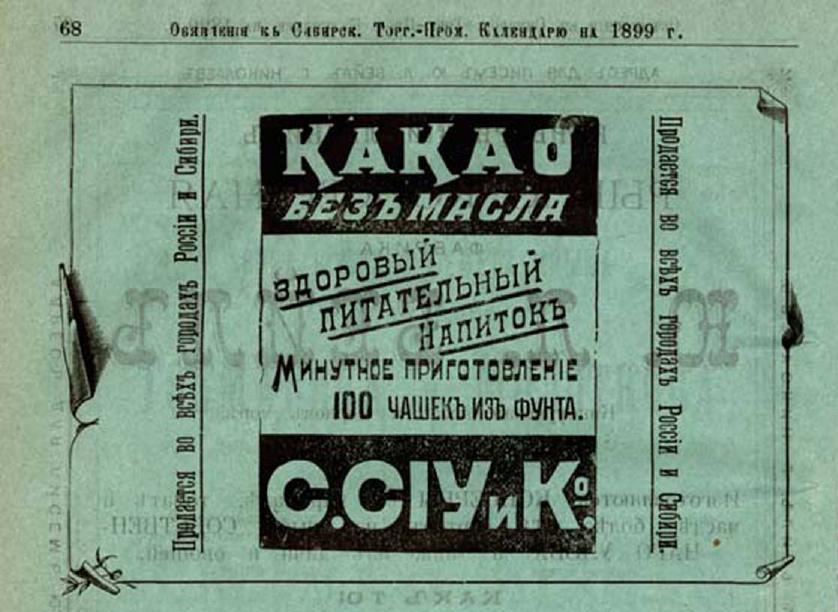 68
Объявленія къ Сибирск. Торг.-Пром. Календарю на 1899 г.
Продается во всѣхъ городахъ Россіи и Сибири.
КАКАО
БЕЗЪ МАСЛА
ЗДОРОВЫЙ
ПИТАТЕЛЬНЫЙ
НАПИТОКЪ
МИНУТНОЕ ПРИГОТОВЛЕНІЕ
100 ЧАШЕКЪ ИЗЪ ФУНТА.
С. СІУ и Кº.
Продается во всѣхъ городахъ Россіи и Сибири.